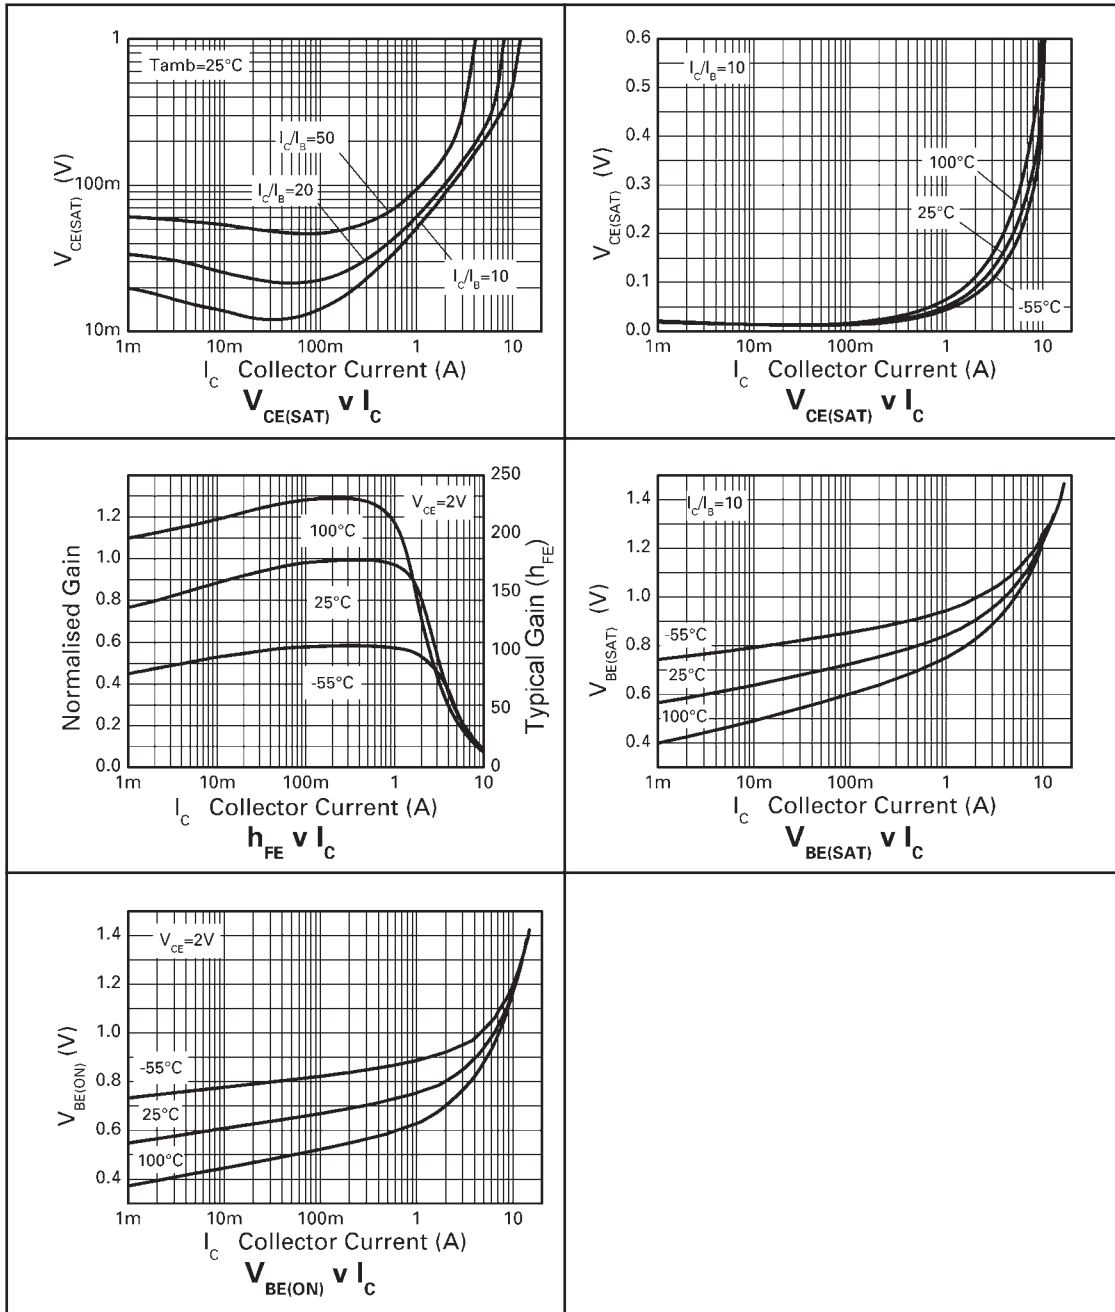 1
100m
10m
V_CE(SAT) (V)
Tamb=25°C
I_C/I_B=50
I_C/I_B=20
I_C/I_B=10
1m 10m 100m 1 10
I_C Collector Current (A)
V_CE(SAT) v I_C
0.6
0.5
0.4
0.3
0.2
0.1
0.0
V_CE(SAT) (V)
I_C/I_B=10
100°C
25°C
-55°C
1m 10m 100m 1 10
I_C Collector Current (A)
V_CE(SAT) v I_C
1.2
1.0
0.8
0.6
0.4
0.2
0.0
Normalised Gain
V_CE=2V
100°C
25°C
-55°C
250
200
150
100
50
0
Typical Gain (h_FE)
1m 10m 100m 1 10
I_C Collector Current (A)
h_FE v I_C
1.4
1.2
1.0
0.8
0.6
0.4
V_BE(SAT) (V)
I_C/I_B=10
-55°C
25°C
100°C
1m 10m 100m 1 10
I_C Collector Current (A)
V_BE(SAT) v I_C
1.4
1.2
1.0
0.8
0.6
0.4
V_BE(ON) (V)
V_CE=2V
-55°C
25°C
100°C
1m 10m 100m 1 10
I_C Collector Current (A)
V_BE(ON) v I_C